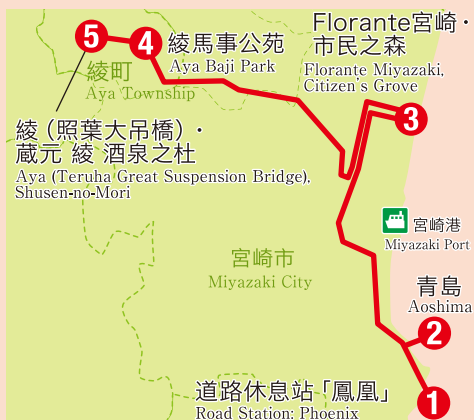 Florante宮崎・
市民之森
Florante Miyazaki,
Citizen's Grove
5
4
綾馬事公苑
Aya Baji Park
綾町
Aya Township
3
綾（照葉大吊橋）・
蔵元 綾 酒泉之杜
Aya (Teruha Great Suspension Bridge),
Shusen-no-Mori
宮崎港
Miyazaki Port
宮崎市
Miyazaki City
青島
Aoshima
2
道路休息站「鳳凰」
Road Station: Phoenix
1